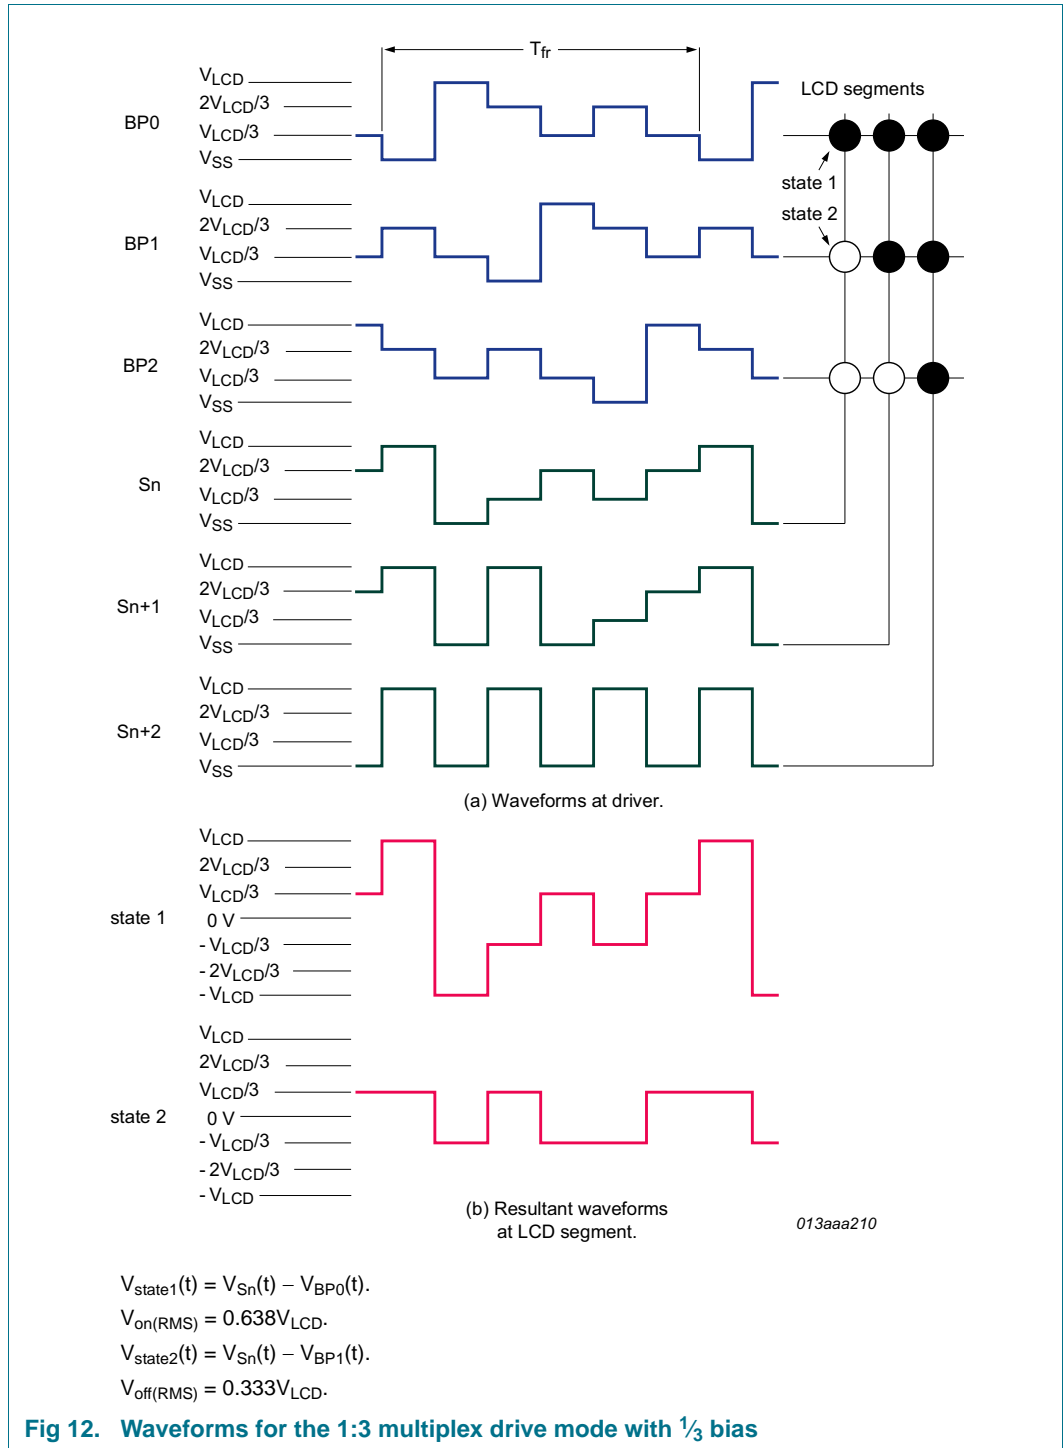 Tfr
VLCD
2VLCD/3
BP0
VLCD/3
VSS
LCD segments
state 1
state 2
VLCD
2VLCD/3
BP1
VLCD/3
VSS
VLCD
2VLCD/3
BP2
VLCD/3
VSS
VLCD
2VLCD/3
Sn
VLCD/3
VSS
VLCD
2VLCD/3
Sn+1
VLCD/3
VSS
VLCD
2VLCD/3
Sn+2
VLCD/3
VSS
(a) Waveforms at driver.
VLCD
2VLCD/3
VLCD/3
state 1
0 V
- VLCD/3
- 2VLCD/3
- VLCD
VLCD
2VLCD/3
VLCD/3
state 2
0 V
- VLCD/3
- 2VLCD/3
- VLCD
(b) Resultant waveforms
at LCD segment.
013aaa210
Vstate1(t) = VSn(t) − VBP0(t).
Von(RMS) = 0.638VLCD.
Vstate2(t) = VSn(t) − VBP1(t).
Voff(RMS) = 0.333VLCD.
Fig 12. Waveforms for the 1:3 multiplex drive mode with 1⁄3 bias